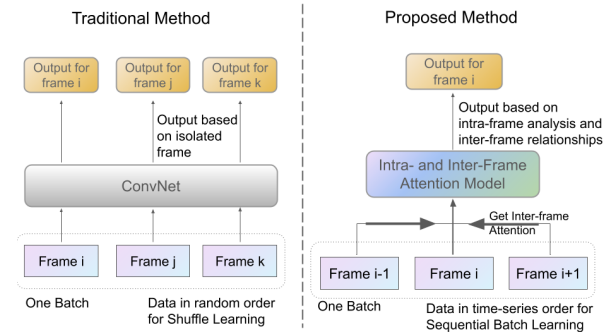 Traditional Method
Output for
frame i
Output for
frame j
Output for
frame k
Output based
on isolated
frame
ConvNet
Frame i
Frame j
Frame k
One Batch
Data in random order
for Shuffle Learning
Proposed Method
Output for
frame i
Output based on
intra-frame analysis and
inter-frame relationships
Intra- and Inter-Frame
Attention Model
Get Inter-frame
Attention
Frame i-1
Frame i
Frame i+1
One Batch
Data in time-series order for
Sequential Batch Learning